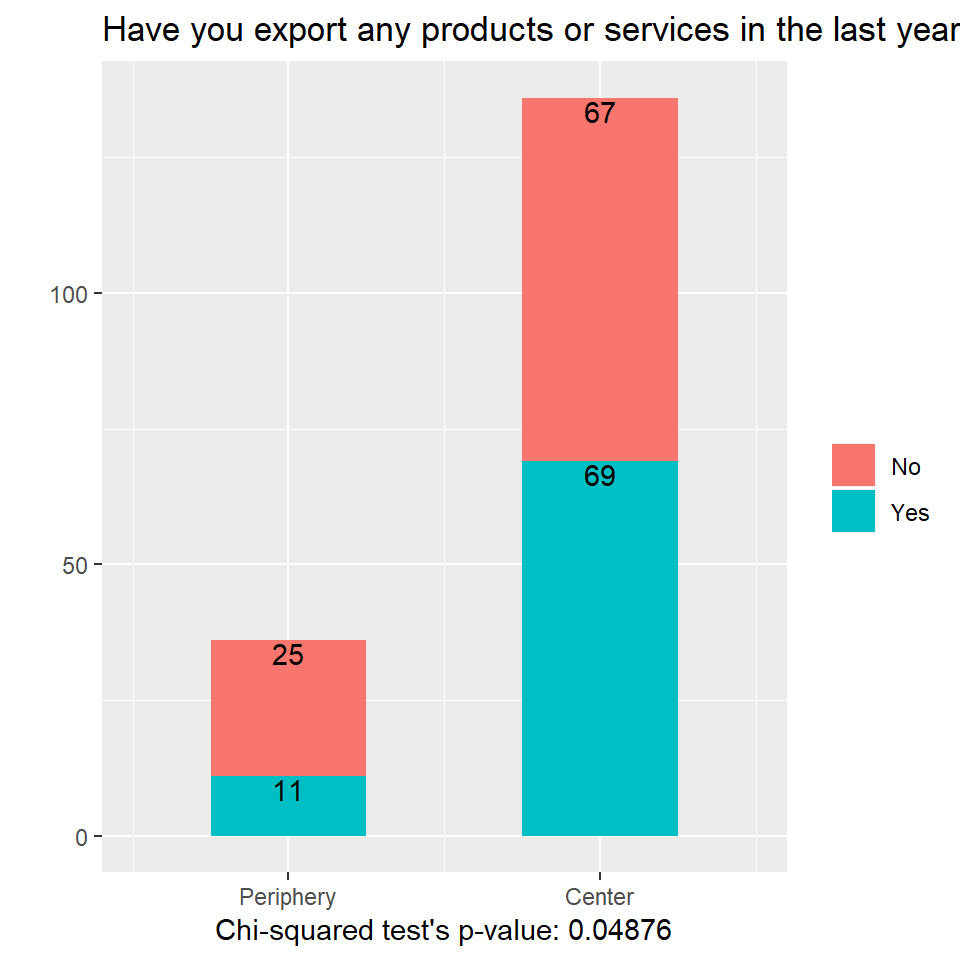 Have you export any products or services in the last year
67
100
69
No
Yes
50
25
11
0
Periphery
Center
Chi-squared test's p-value: 0.04876